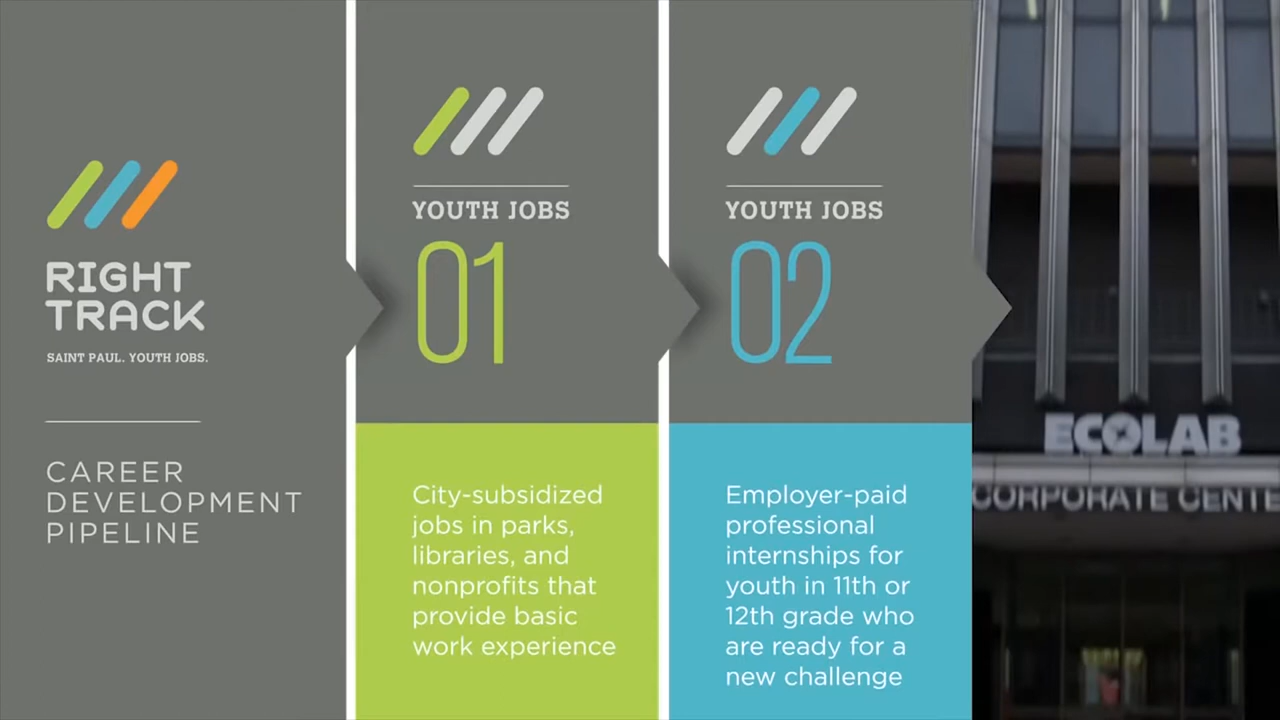 RIGHT
TRACK
SAINT PAUL. YOUTH JOBS.
CAREER
DEVELOPMENT
PIPELINE
YOUTH JOBS
01
City-subsidized
jobs in parks,
libraries, and
nonprofits that
provide basic
work experience
YOUTH JOBS
02
Employer-paid
professional
internships for
youth in 11th or
12th grade who
are ready for a
new challenge
ECOLAB
CORPORATE CENTE